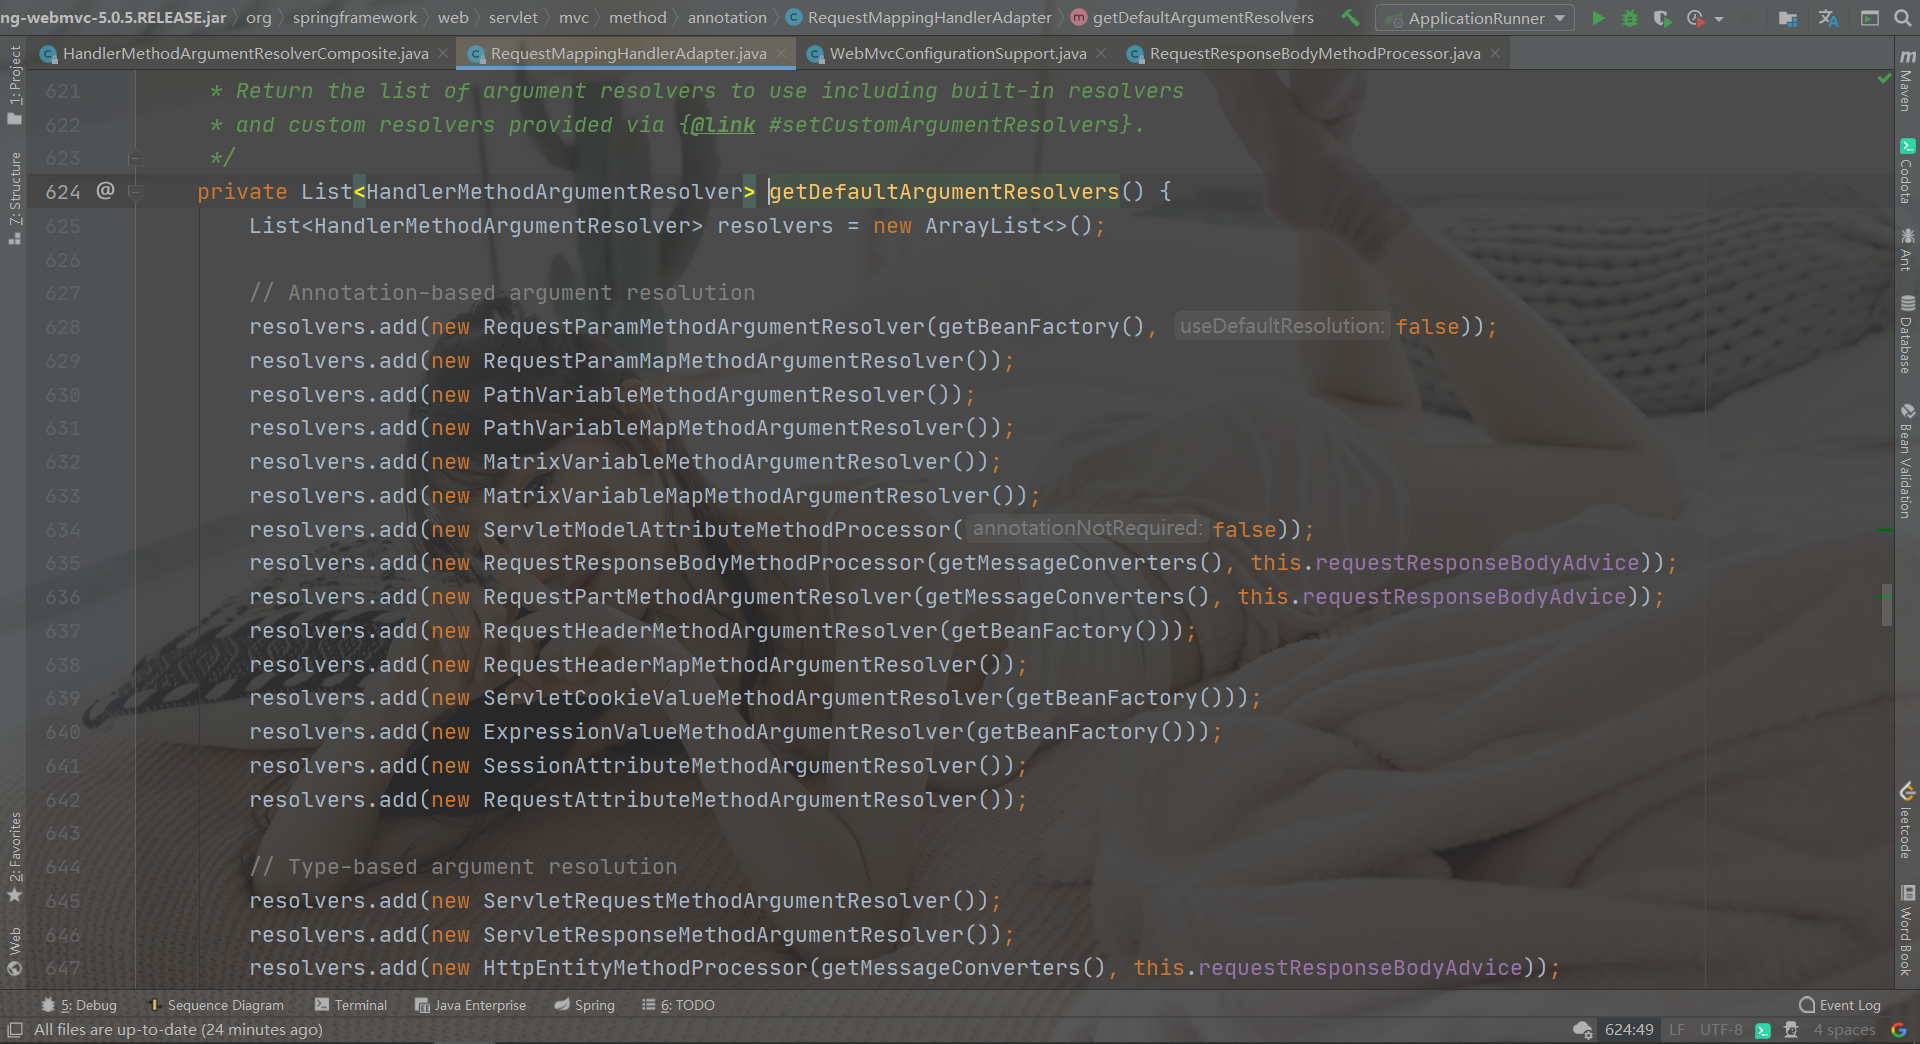 ng-webmvc-5.0.5.RELEASE.jar org springframework web servlet mvc method annotation RequestMappingHandlerAdapter getDefaultArgumentResolvers ApplicationRunner
HandlerMethodArgumentResolverComposite.java RequestMappingHandlerAdapter.java WebMvcConfigurationSupport.java RequestResponseBodyMethodProcessor.java
1: Project
7: Structure
2: Favorites
Web
621 * Return the list of argument resolvers to use including built-in resolvers
622 * and custom resolvers provided via {@link #setCustomArgumentResolvers}.
623 */
624 @ private List<HandlerMethodArgumentResolver> getDefaultArgumentResolvers() {
625 List<HandlerMethodArgumentResolver> resolvers = new ArrayList<>();
626
627 // Annotation-based argument resolution
628 resolvers.add(new RequestParamMethodArgumentResolver(getBeanFactory(), useDefaultResolution: false));
629 resolvers.add(new RequestParamMapMethodArgumentResolver());
630 resolvers.add(new PathVariableMethodArgumentResolver());
631 resolvers.add(new PathVariableMapMethodArgumentResolver());
632 resolvers.add(new MatrixVariableMethodArgumentResolver());
633 resolvers.add(new MatrixVariableMapMethodArgumentResolver());
634 resolvers.add(new ServletModelAttributeMethodProcessor( annotationNotRequired: false));
635 resolvers.add(new RequestResponseBodyMethodProcessor(getMessageConverters(), this.requestResponseBodyAdvice));
636 resolvers.add(new RequestPartMethodArgumentResolver(getMessageConverters(), this.requestResponseBodyAdvice));
637 resolvers.add(new RequestHeaderMethodArgumentResolver(getBeanFactory()));
638 resolvers.add(new RequestHeaderMapMethodArgumentResolver());
639 resolvers.add(new ServletCookieValueMethodArgumentResolver(getBeanFactory()));
640 resolvers.add(new ExpressionValueMethodArgumentResolver(getBeanFactory()));
641 resolvers.add(new SessionAttributeMethodArgumentResolver());
642 resolvers.add(new RequestAttributeMethodArgumentResolver());
643
644 // Type-based argument resolution
645 resolvers.add(new ServletRequestMethodArgumentResolver());
646 resolvers.add(new ServletResponseMethodArgumentResolver());
647 resolvers.add(new HttpEntityMethodProcessor(getMessageConverters(), this.requestResponseBodyAdvice));
Maven
Codota
Ant
Database
Bean Validation
leetcode
Word Book
5: Debug Sequence Diagram Terminal Java Enterprise Spring 6: TODO Event Log
All files are up-to-date (24 minutes ago) 624:49 LF UTF-8 4 spaces